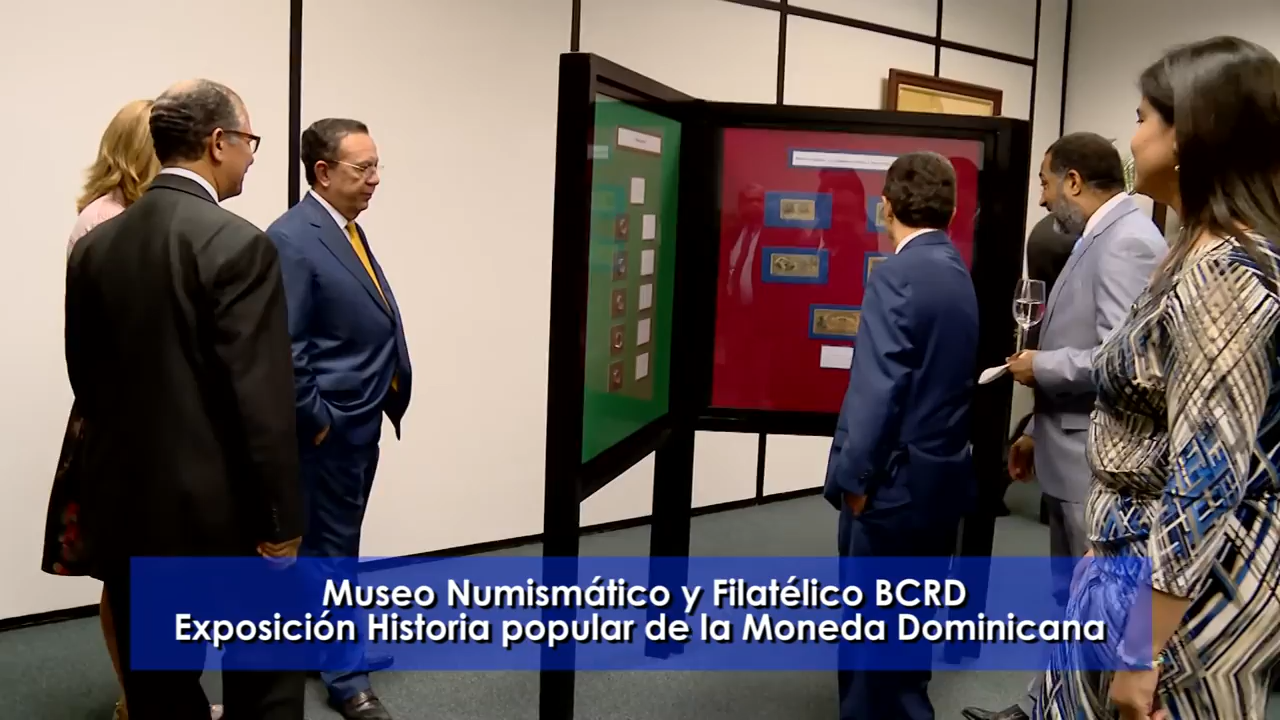 Museo Numismático y Filatélico BCRD
Exposición Historia popular de la Moneda Dominicana